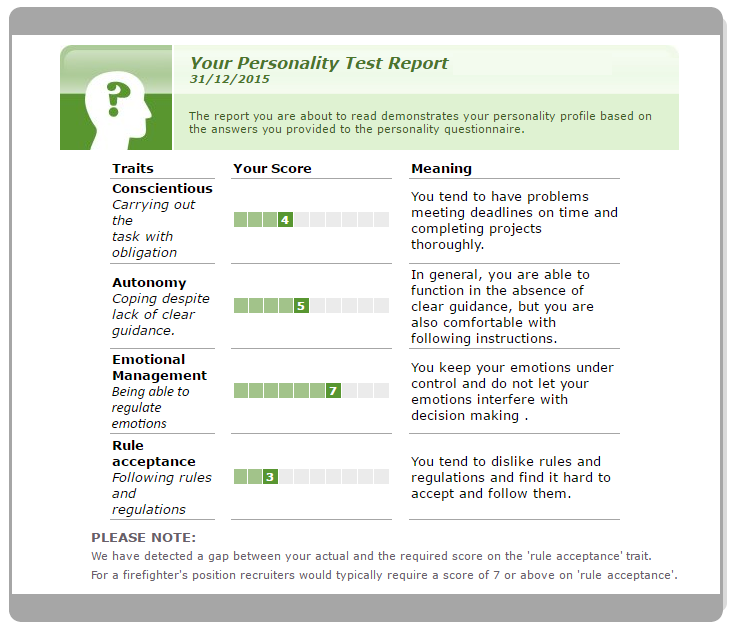 ?
Your Personality Test Report
31/12/2015
The report you are about to read demonstrates your personality profile based on
the answers you provided to the personality questionnaire.
Traits Your Score Meaning
Conscientious
Carrying out
the
task with
obligation
4
You tend to have problems
meeting deadlines on time and
completing projects
thoroughly.
Autonomy
Coping despite
lack of clear
guidance.
5
In general, you are able to
function in the absence of
clear guidance, but you are
also comfortable with
following instructions.
Emotional
Management
Being able to
regulate
emotions
7
You keep your emotions under
control and do not let your
emotions interfere with
decision making .
Rule
acceptance
Following rules
and
regulations
3
You tend to dislike rules and
regulations and find it hard to
accept and follow them.
PLEASE NOTE:
We have detected a gap between your actual and the required score on the 'rule acceptance' trait.
For a firefighter's position recruiters would typically require a score of 7 or above on 'rule acceptance'.